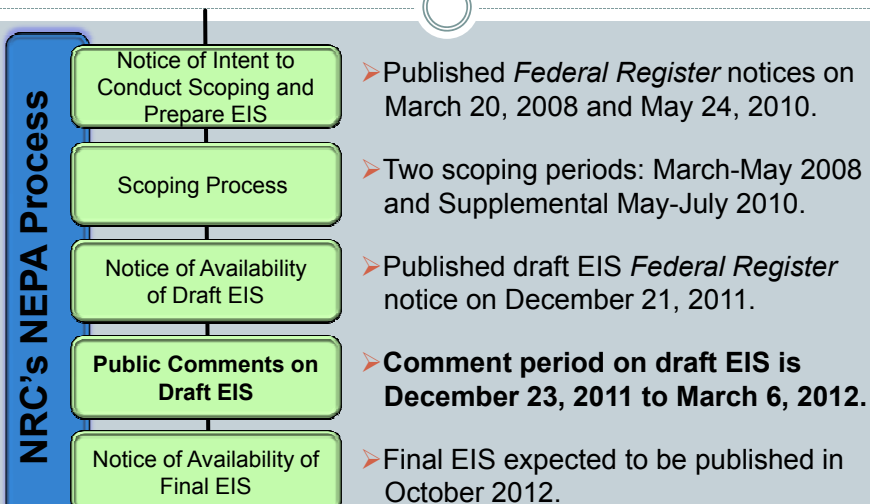 NRC's NEPA Process
Notice of Intent to
Conduct Scoping and
Prepare EIS
➢Published Federal Register notices on
March 20, 2008 and May 24, 2010.
Scoping Process
➢Two scoping periods: March-May 2008
and Supplemental May-July 2010.
Notice of Availability
of Draft EIS
➢Published draft EIS Federal Register
notice on December 21, 2011.
Public Comments on
Draft EIS
➢Comment period on draft EIS is
December 23, 2011 to March 6, 2012.
Notice of Availability of
Final EIS
➢Final EIS expected to be published in
October 2012.